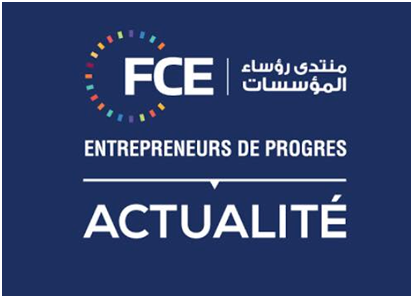 FCE
منتدى رؤساء
المؤسسات
ENTREPRENEURS DE PROGRES
ACTUALITÉ